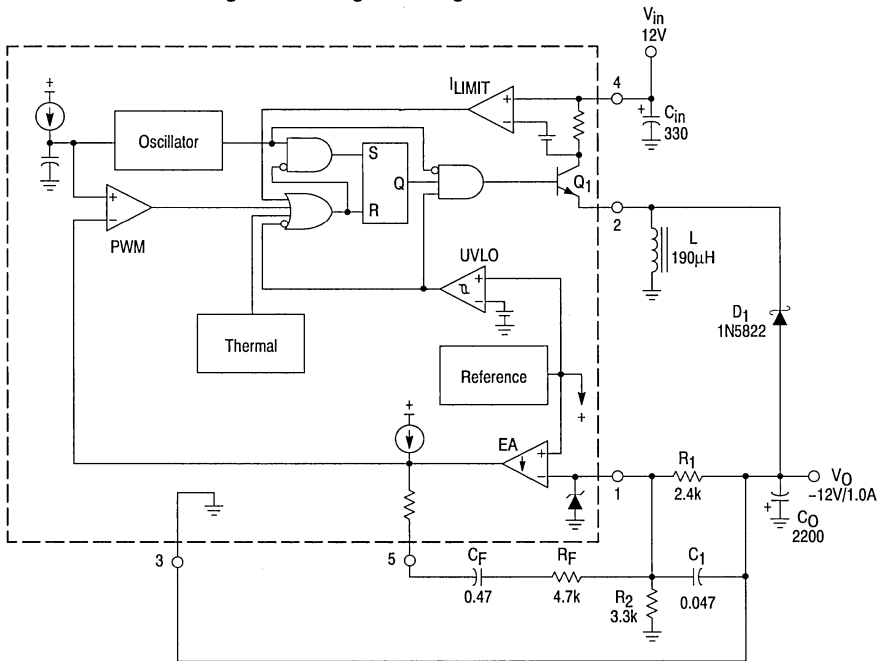 Vin
12V
4
ILIMIT
+
−
+
Cin
330
+
Oscillator
S
Q
R
Q1
2
+
−
PWM
UVLO
+
−
L
190μH
D1
1N5822
Thermal
Reference
+
+
EA
+
−
1
R1
2.4k
VO
−12V/1.0A
+
CO
2200
3
5
CF
0.47
RF
4.7k
C1
0.047
R2
3.3k